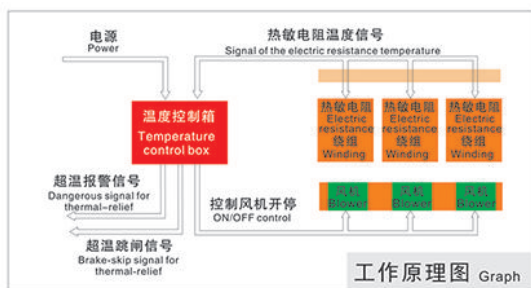 电源
Power
热敏电阻温度信号
Signal of the electric resistance temperature
温度控制箱
Temperature
control box
热敏电阻
Electric
resistance
绕组
Winding
热敏电阻
Electric
resistance
绕组
Winding
热敏电阻
Electric
resistance
绕组
Winding
超温报警信号
Dangerous signal for
thermal-relief
控制风机开停
ON/OFF control
风机
Blower
风机
Blower
风机
Blower
超温跳闸信号
Brake-skip signal for
thermal-relief
工作原理图 Graph